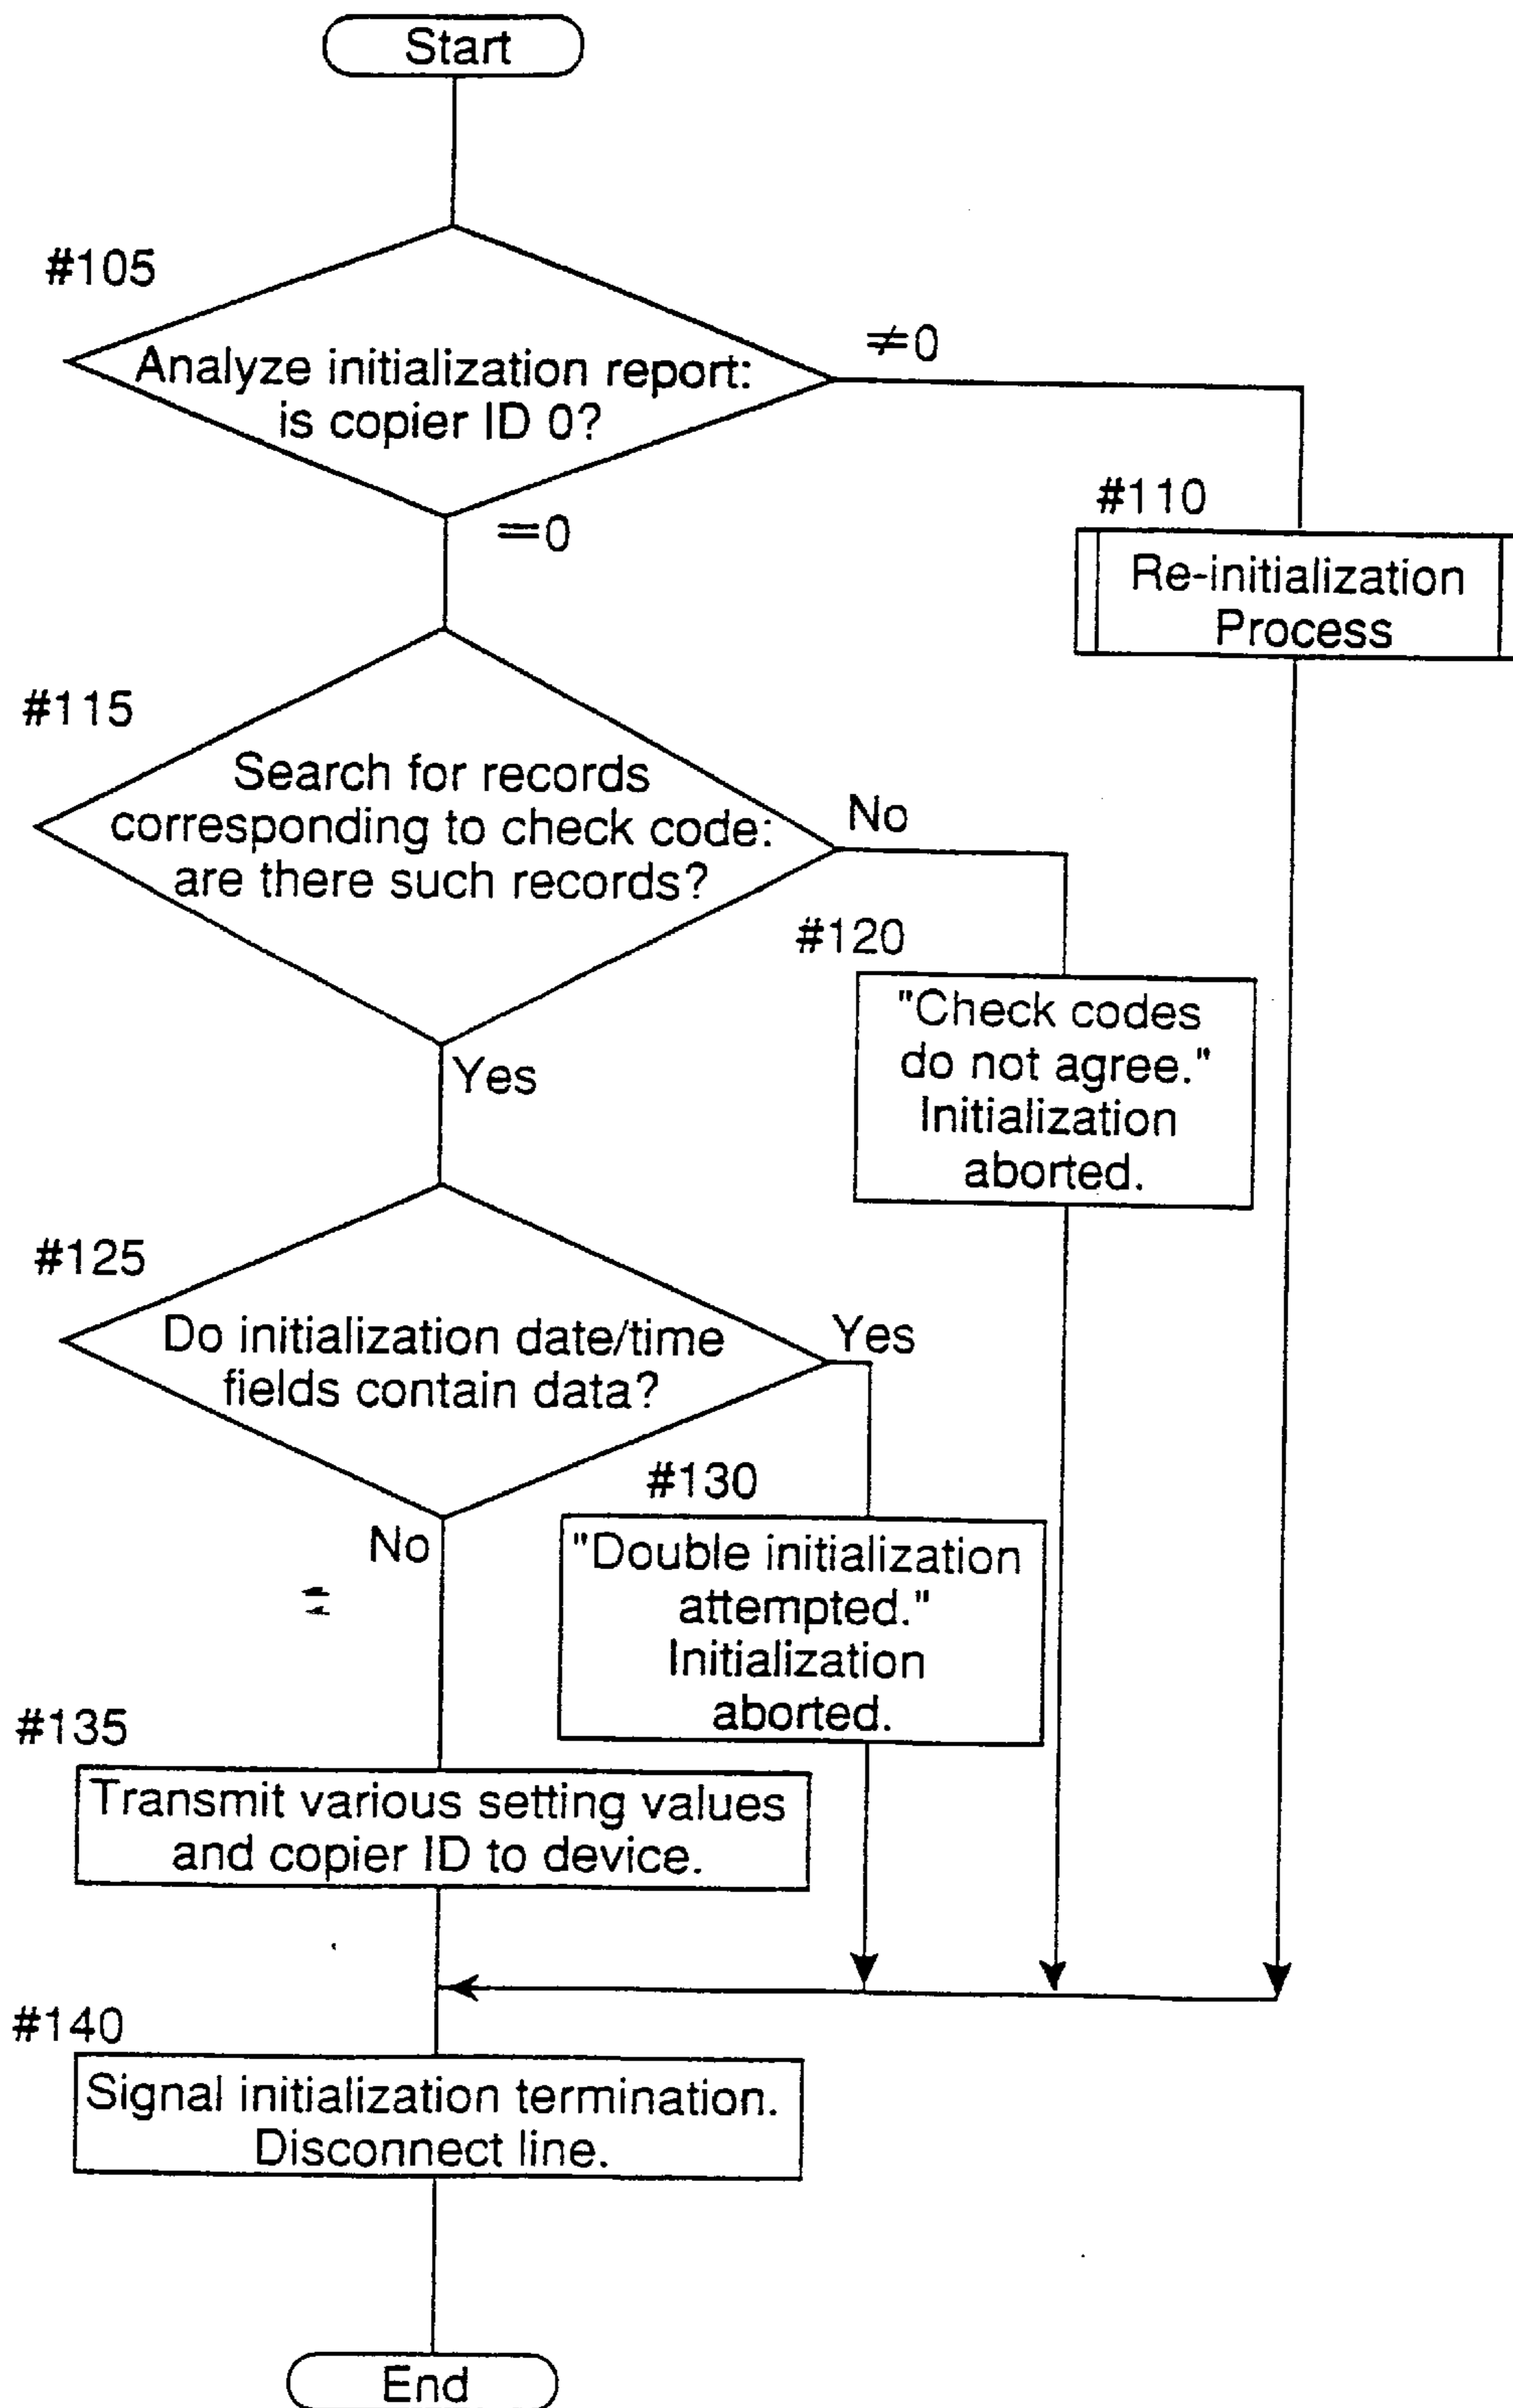 Start
#105
Analyze initialization report:
is copier ID 0?
≠0
=0
#110
Re-initialization
Process
#115
Search for records
corresponding to check code:
are there such records?
No
Yes
#120
"Check codes
do not agree."
Initialization
aborted.
#125
Do initialization date/time
fields contain data?
Yes
No
#130
"Double initialization
attempted."
Initialization
aborted.
#135
Transmit various setting values
and copier ID to device.
#140
Signal initialization termination.
Disconnect line.
End